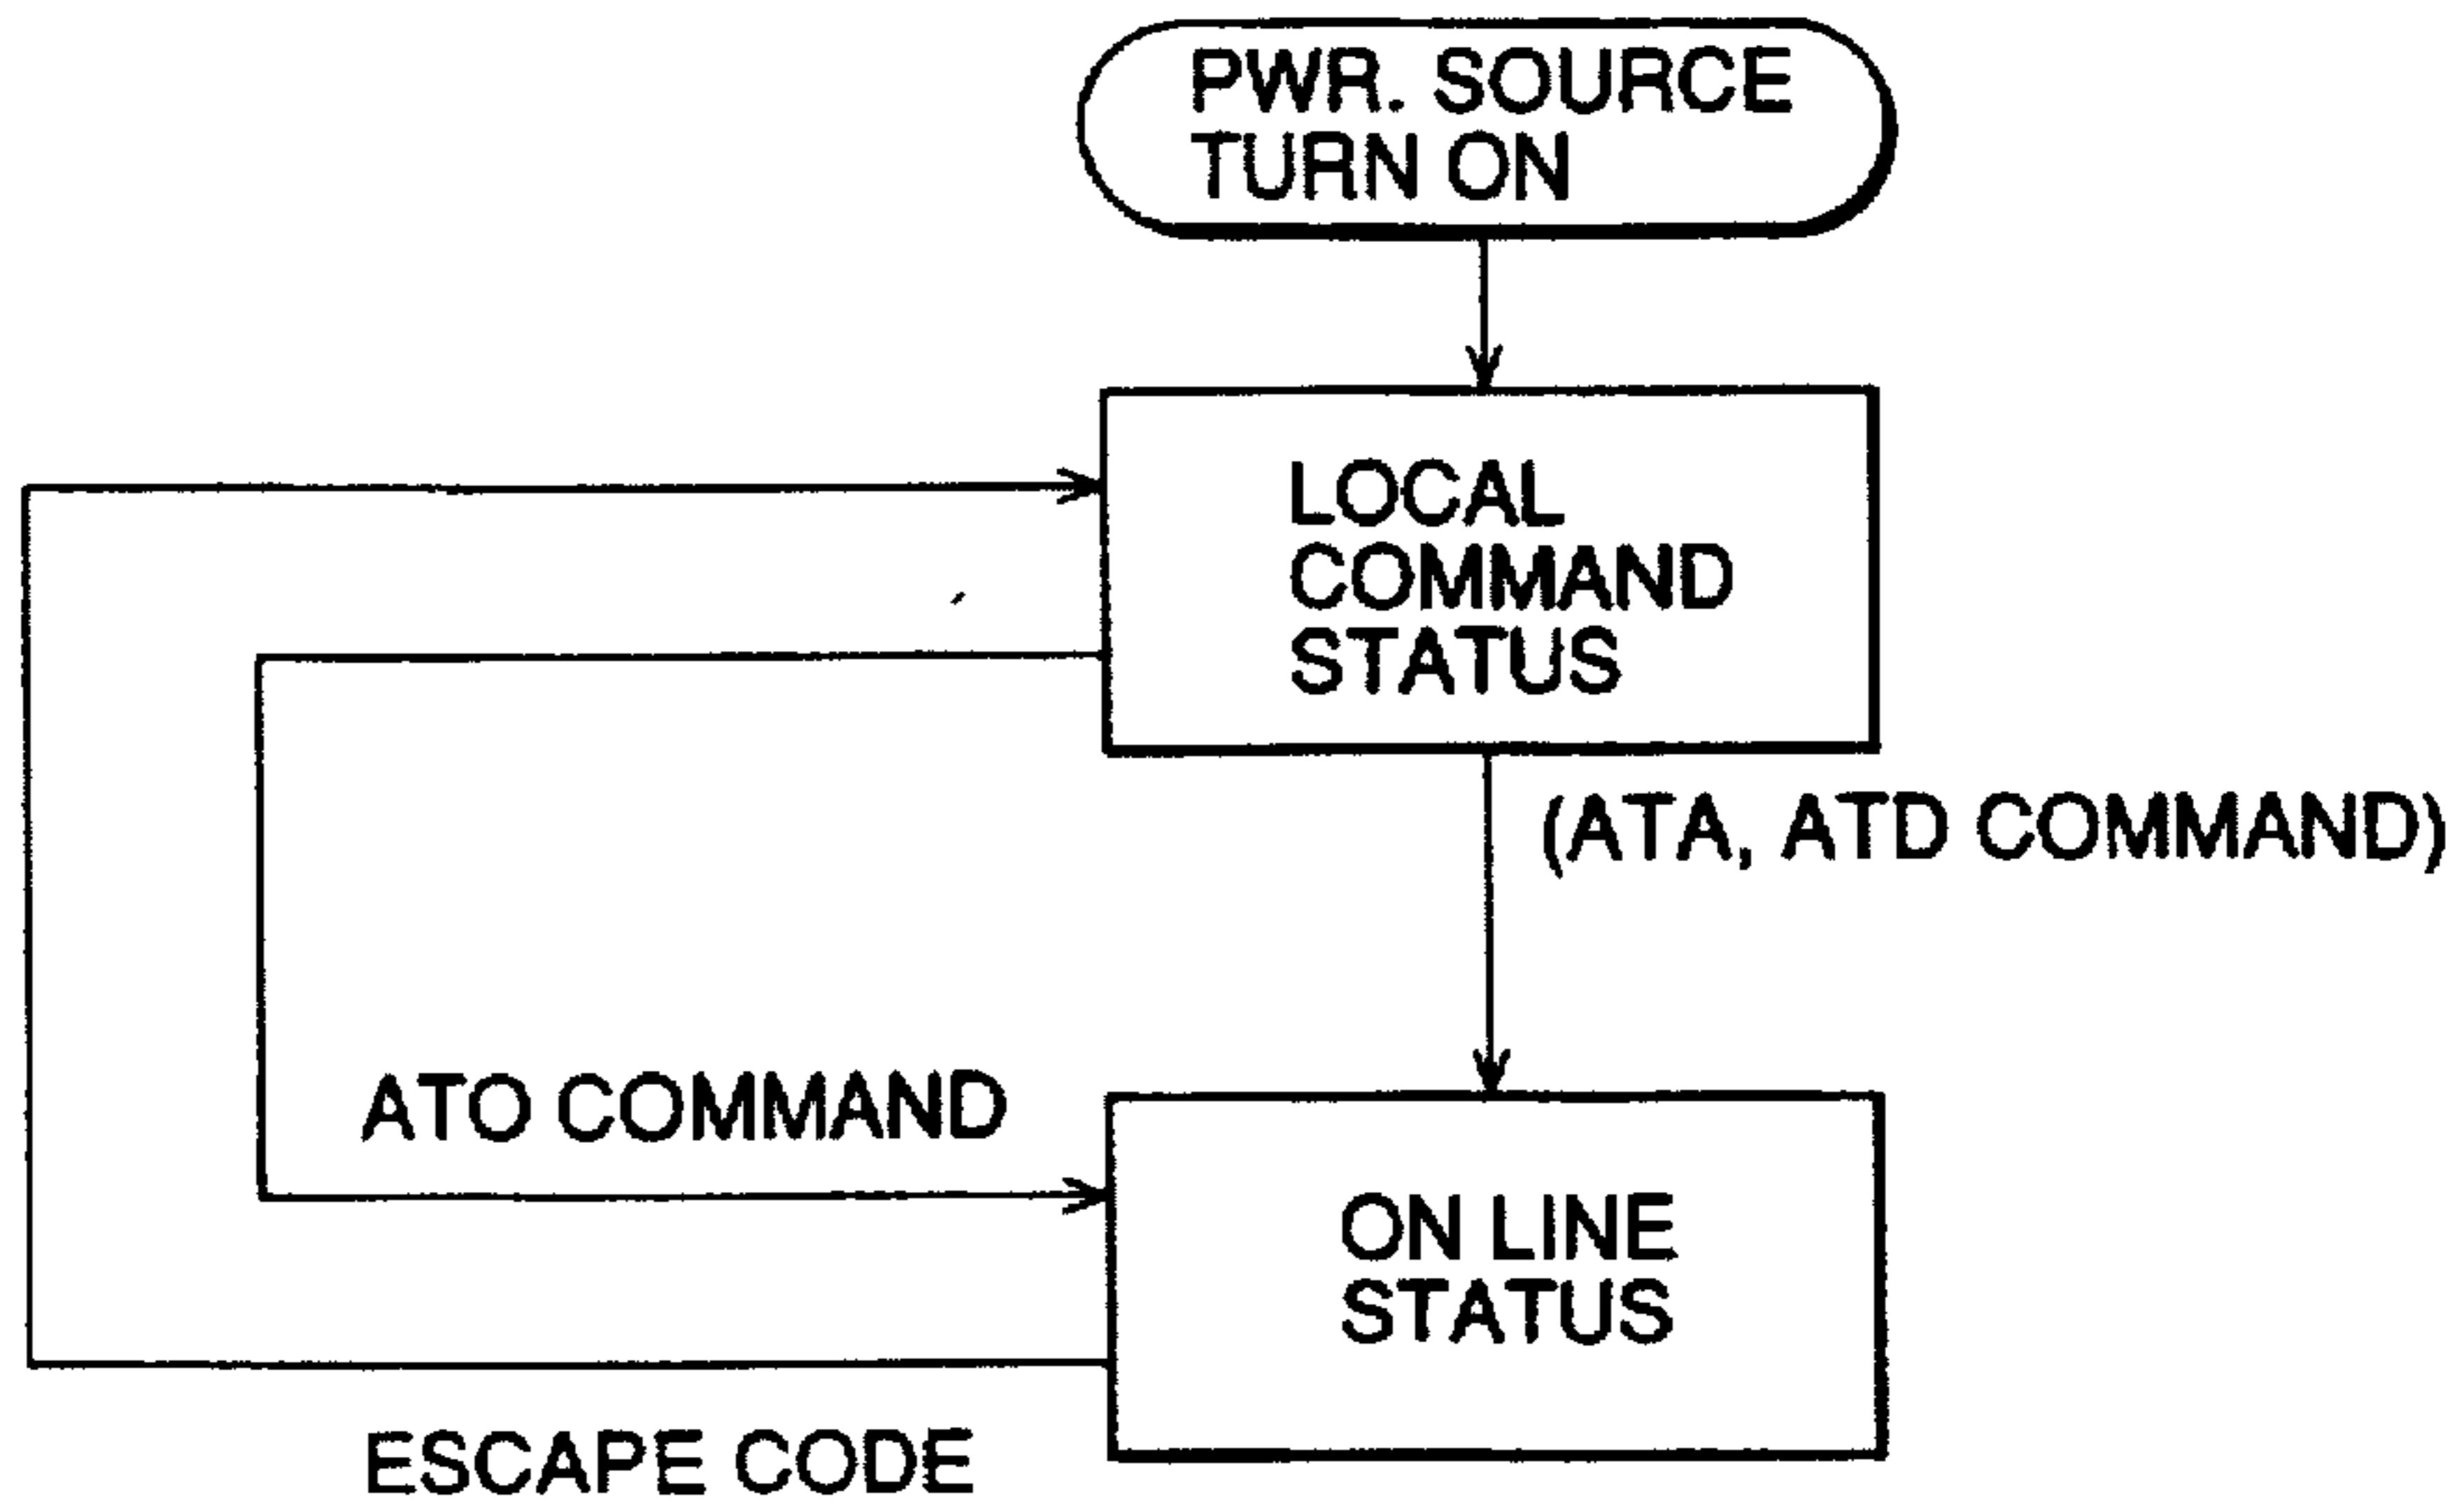 PWR. SOURCE
TURN ON
LOCAL
COMMAND
STATUS
(ATA, ATD COMMAND)
ATO COMMAND
ON LINE
STATUS
ESCAPE CODE